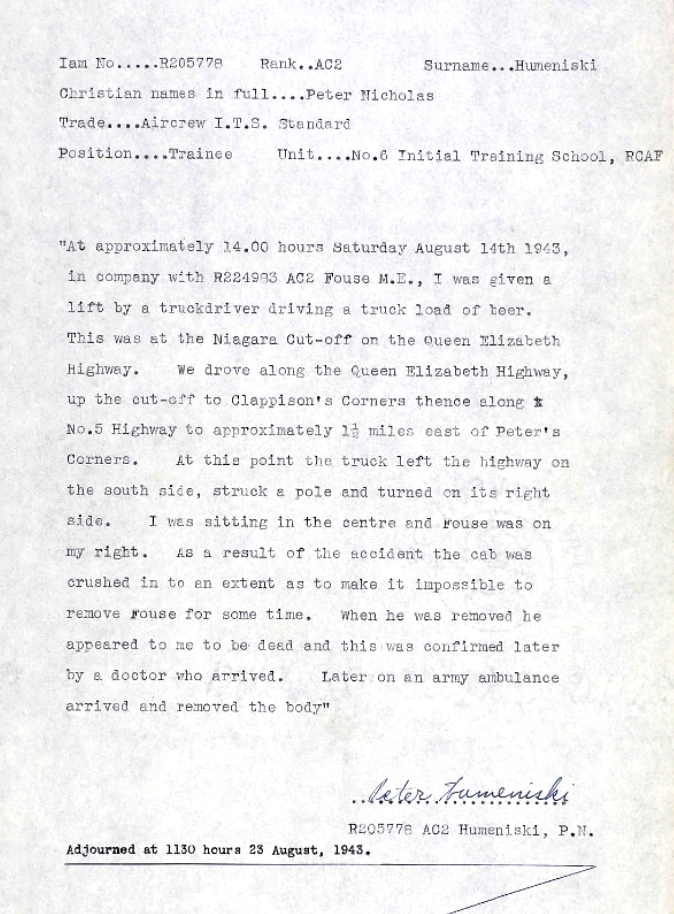 Iam No.....R205778 Rank..AC2 Surname...Humeniski
Christian names in full....Peter Nicholas
Trade....Aircrew I.T.S. Standard
Position....Trainee Unit....No.6 Initial Training School, RCAF
"At approximately 14.00 hours Saturday August 14th 1943,
in company with R224983 AC2 Fouse M.E., I was given a
lift by a truckdriver driving a truck load of beer.
This was at the Niagara Cut-off on the Queen Elizabeth
Highway. We drove along the Queen Elizabeth Highway,
up the cut-off to Clappison's Corners thence along
No.5 Highway to approximately 1½ miles east of Peter's
Corners. At this point the truck left the highway on
the south side, struck a pole and turned on its right
side. I was sitting in the centre and Fouse was on
my right. As a result of the accident the cab was
crushed in to an extent as to make it impossible to
remove Fouse for some time. When he was removed he
appeared to me to be dead and this was confirmed later
by a doctor who arrived. Later on an army ambulance
arrived and removed the body"
Peter Humeniski
R205778 AC2 Humeniski, P.N.
Adjourned at 1130 hours 23 August, 1943.